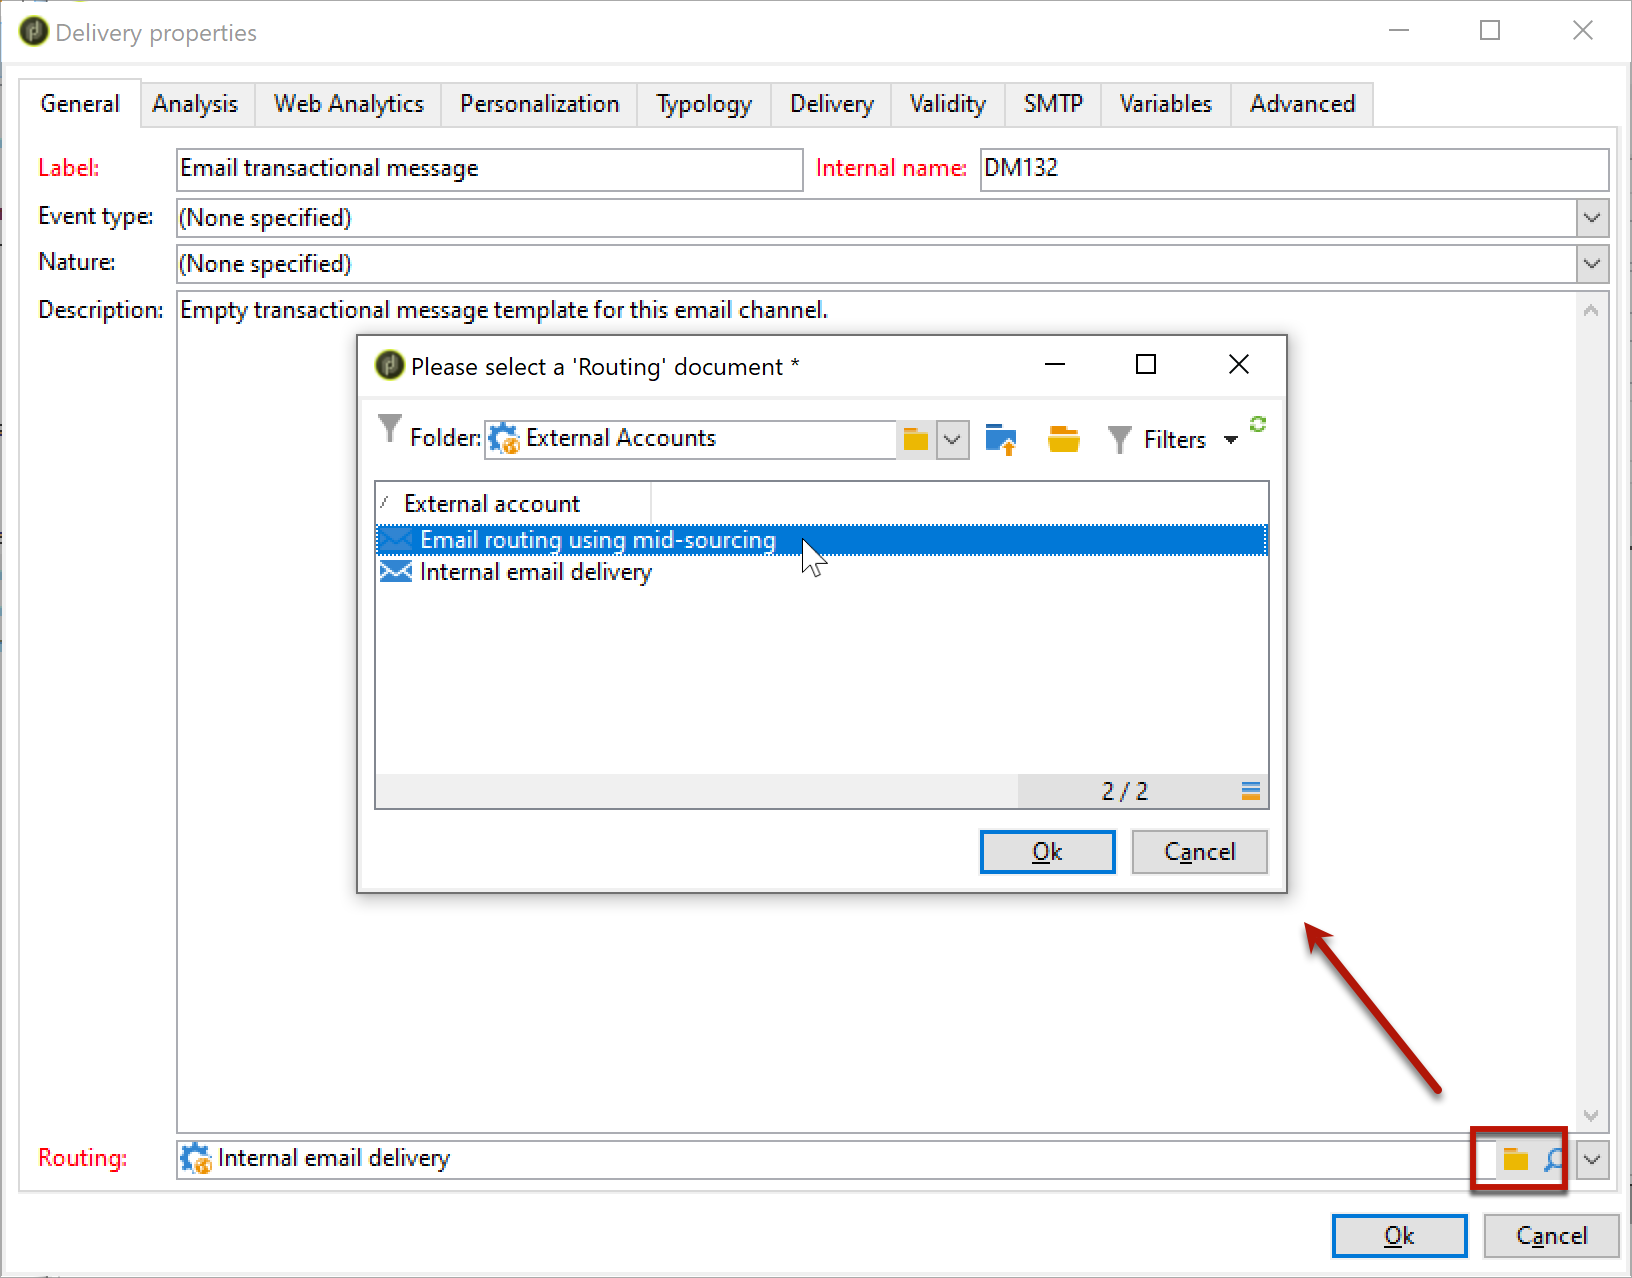 Delivery properties
General Analysis Web Analytics Personalization Typology Delivery Validity SMTP Variables Advanced
Label: Email transactional message Internal name: DM132
Event type: (None specified)
Nature: (None specified)
Description: Empty transactional message template for this email channel.
Please select a 'Routing' document *
Folder: External Accounts Filters
External account
Email routing using mid-sourcing
Internal email delivery
2 / 2
Ok Cancel
Routing: Internal email delivery
Ok Cancel